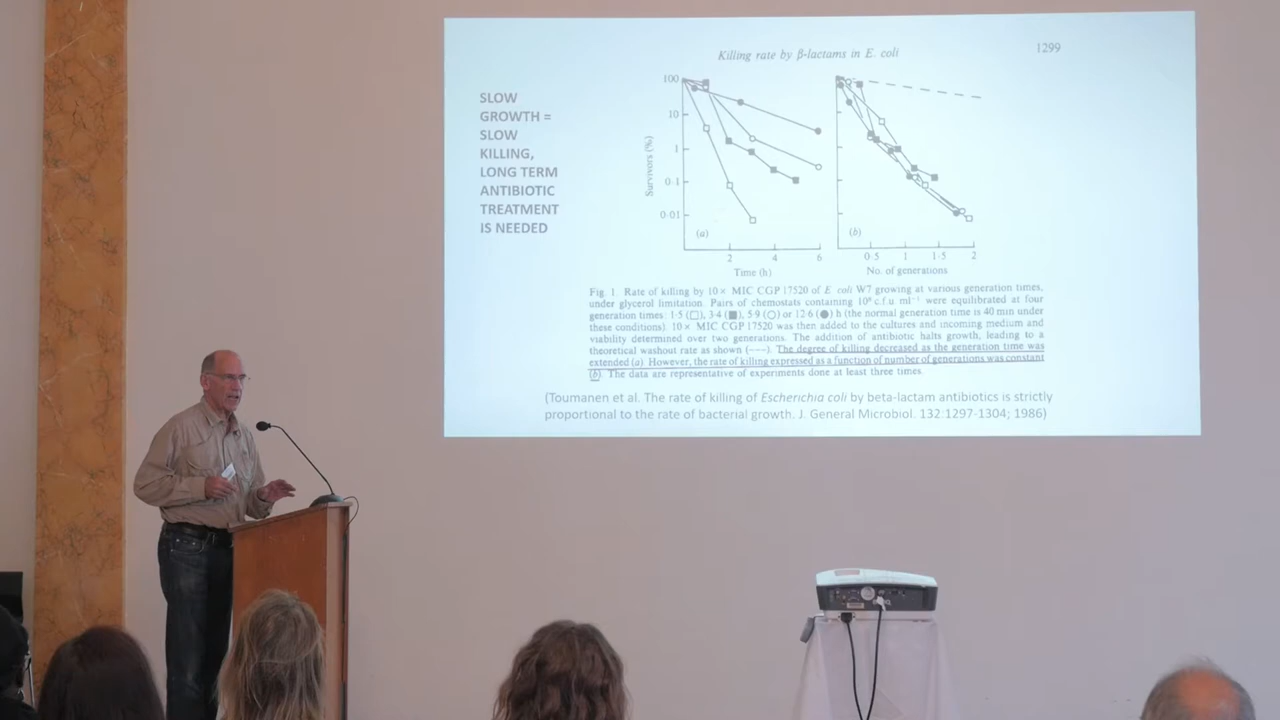 Killing rate by β-lactams in E. coli
1299
SLOW
GROWTH =
SLOW
KILLING,
LONG TERM
ANTIBIOTIC
TREATMENT
IS NEEDED
Survivors (%)
100
10
1
0·1
0·01
(a)
2
4
6
Time (h)
(b)
0·5
1
1·5
2
No. of generations
Fig. 1. Rate of killing by 10× MIC CGP 17520 of E. coli W7 growing at various generation times,
under glycerol limitation. Pairs of chemostats containing 10⁸ c.f.u. ml⁻¹ were equilibrated at four
generation times: 1·5 (□), 3·4 (■), 5·9 (○) or 12·6 (●) h (the normal generation time is 40 min under
these conditions). 10× MIC CGP 17520 was then added to the cultures and incoming medium and
viability determined over two generations. The addition of antibiotic halts growth, leading to a
theoretical washout rate as shown (---). The degree of killing decreased as the generation time was
extended (a). However, the rate of killing expressed as a function of number of generations was constant
(b). The data are representative of experiments done at least three times.
(Toumanen et al. The rate of killing of Escherichia coli by beta-lactam antibiotics is strictly
proportional to the rate of bacterial growth. J. General Microbiol. 132:1297-1304; 1986)